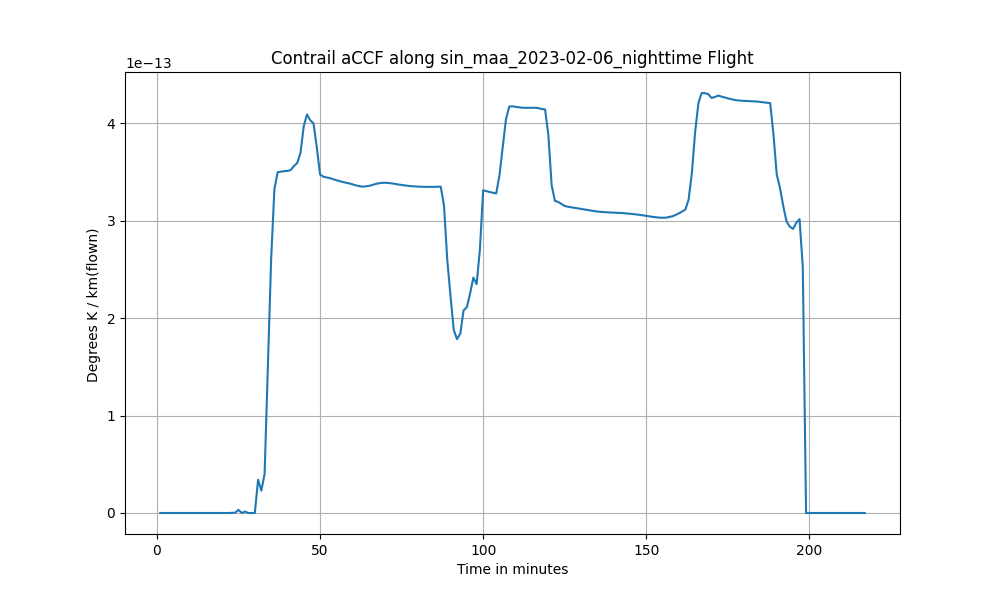 Contrail aCCF along sin_maa_2023-02-06_nighttime Flight
1e−13
4
3
2
1
0
Degrees K / km(flown)
0 50 100 150 200
Time in minutes